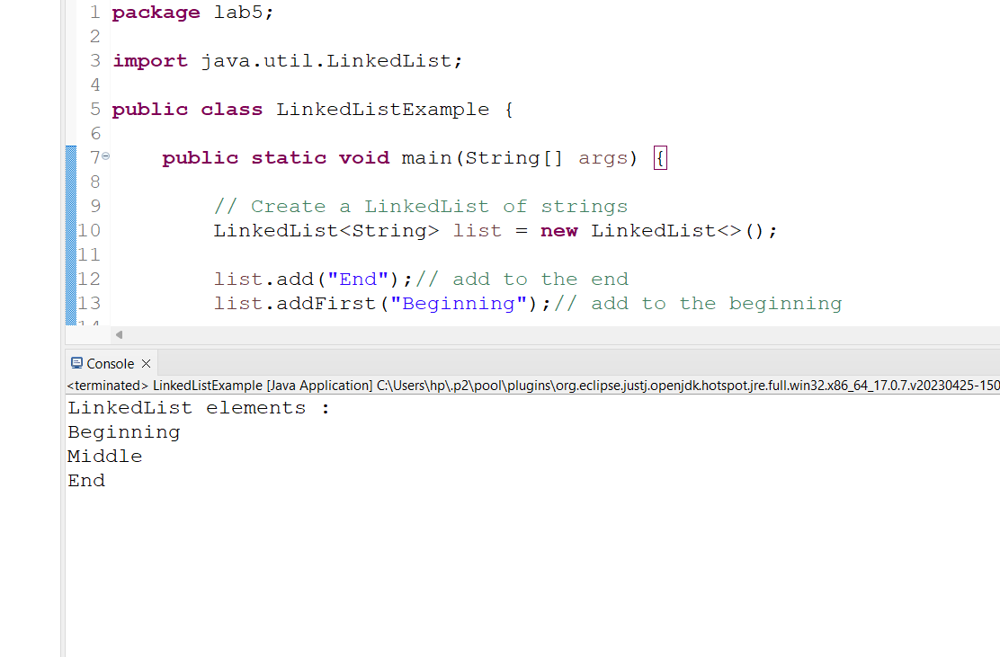 1 package lab5;
2
3 import java.util.LinkedList;
4
5 public class LinkedListExample {
6
7 public static void main(String[] args) {
8
9 // Create a LinkedList of strings
10 LinkedList<String> list = new LinkedList<>();
11
12 list.add("End");// add to the end
13 list.addFirst("Beginning");// add to the beginning
14
Console
<terminated> LinkedListExample [Java Application] C:\Users\hp\.p2\pool\plugins\org.eclipse.justj.openjdk.hotspot.jre.full.win32.x86_64_17.0.7.v20230425-150
LinkedList elements :
Beginning
Middle
End